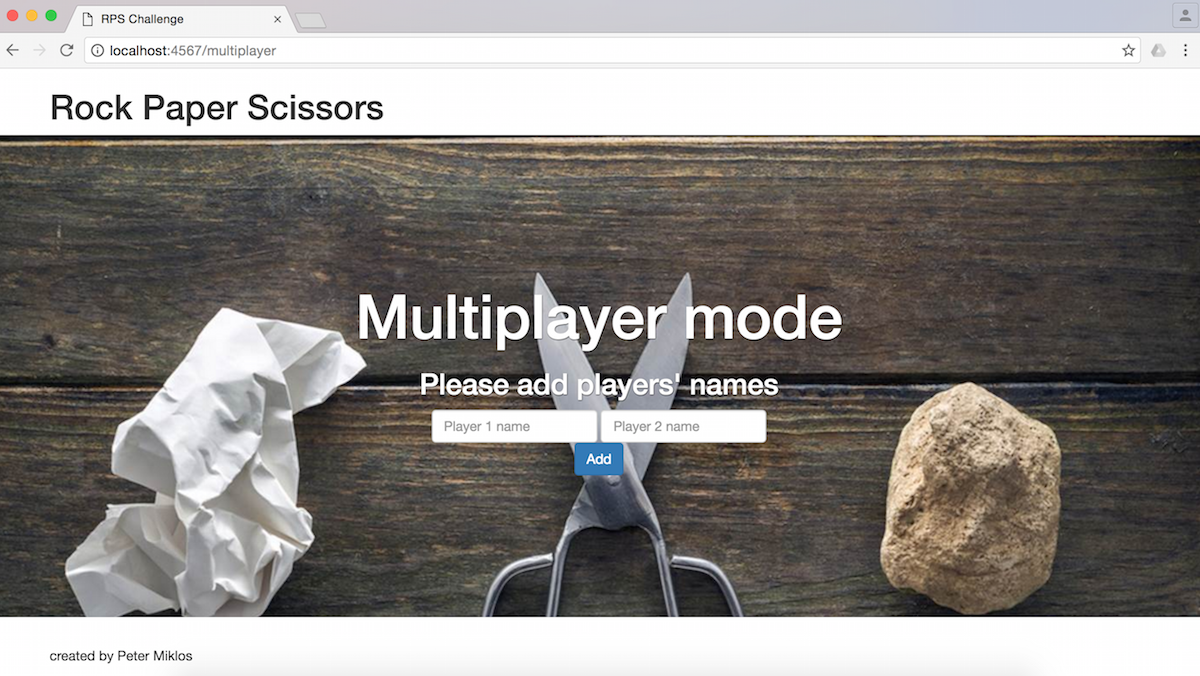 RPS Challenge
localhost:4567/multiplayer
Rock Paper Scissors
Multiplayer mode
Please add players' names
Player 1 name Player 2 name
Add
created by Peter Miklos